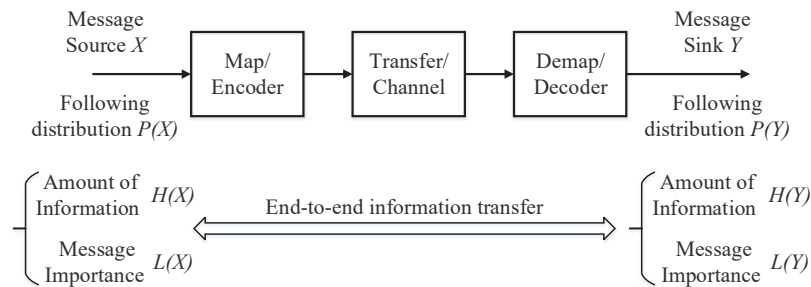 Message
Source X
Map/
Encoder
Transfer/
Channel
Demap/
Decoder
Message
Sink Y
Following
distribution P(X)
Following
distribution P(Y)
Amount of
Information H(X)
Message
Importance L(X)
End-to-end information transfer
Amount of
Information H(Y)
Message
Importance L(Y)